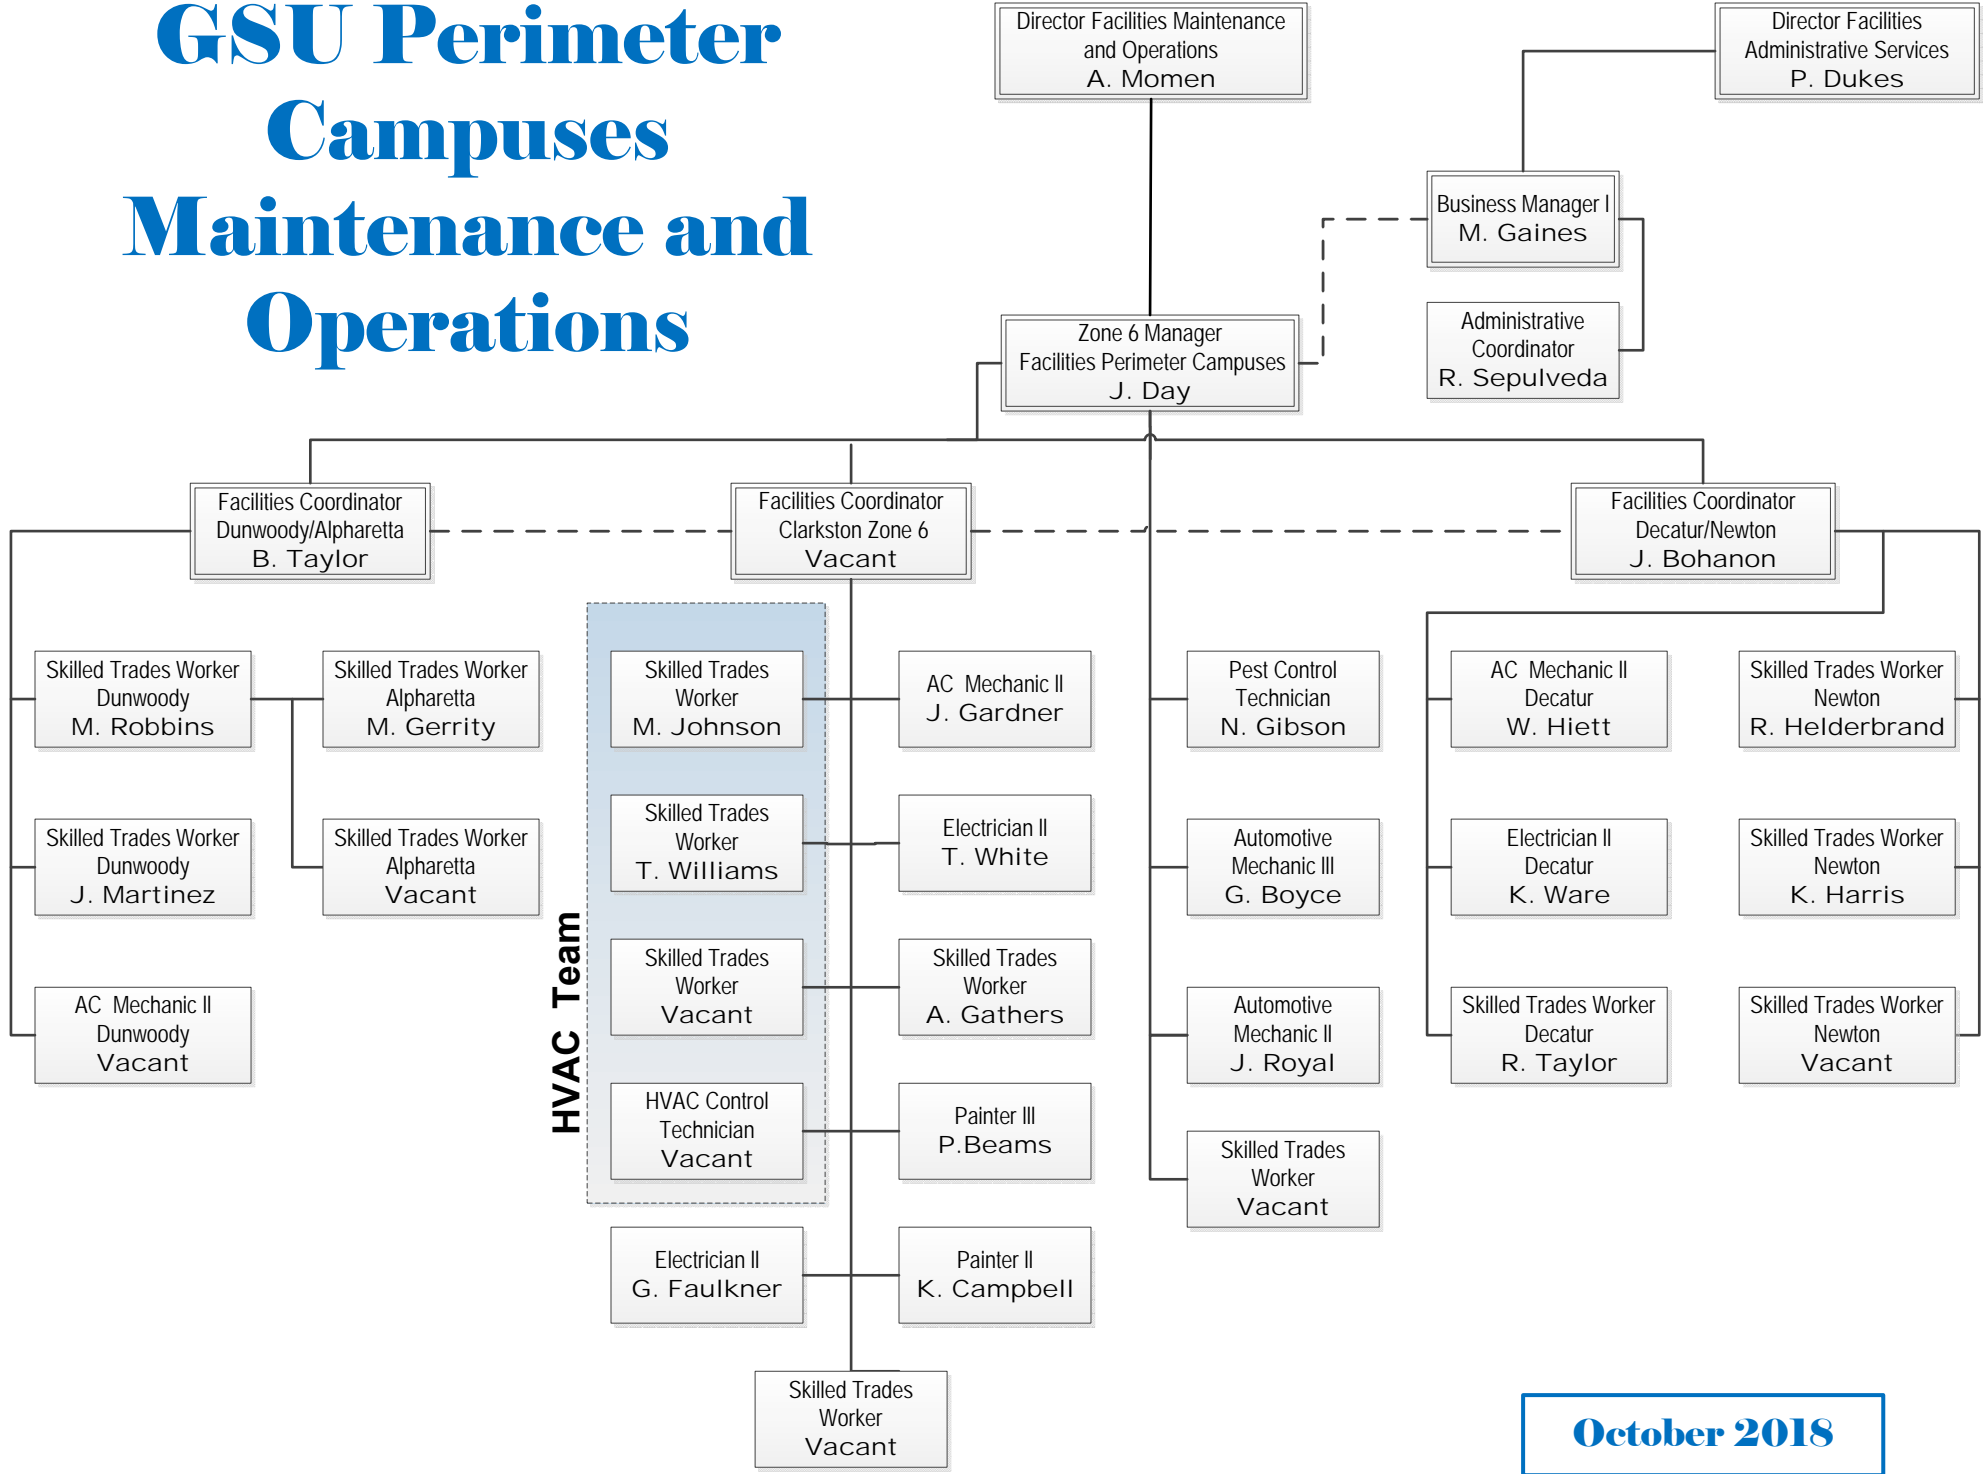 GSU Perimeter
Campuses
Maintenance and
Operations
Director Facilities Maintenance
and Operations
A. Momen
Director Facilities
Administrative Services
P. Dukes
Business Manager I
M. Gaines
Administrative
Coordinator
R. Sepulveda
Zone 6 Manager
Facilities Perimeter Campuses
J. Day
Facilities Coordinator
Dunwoody/Alpharetta
B. Taylor
Facilities Coordinator
Clarkston Zone 6
Vacant
Facilities Coordinator
Decatur/Newton
J. Bohanon
Skilled Trades Worker
Dunwoody
M. Robbins
Skilled Trades Worker
Alpharetta
M. Gerrity
Skilled Trades Worker
Dunwoody
J. Martinez
Skilled Trades Worker
Alpharetta
Vacant
AC Mechanic II
Dunwoody
Vacant
HVAC Team
Skilled Trades
Worker
M. Johnson
AC Mechanic II
J. Gardner
Skilled Trades
Worker
T. Williams
Electrician II
T. White
Skilled Trades
Worker
Vacant
Skilled Trades
Worker
A. Gathers
HVAC Control
Technician
Vacant
Painter III
P.Beams
Electrician II
G. Faulkner
Painter II
K. Campbell
Skilled Trades
Worker
Vacant
Pest Control
Technician
N. Gibson
Automotive
Mechanic III
G. Boyce
Automotive
Mechanic II
J. Royal
Skilled Trades
Worker
Vacant
AC Mechanic II
Decatur
W. Hiett
Skilled Trades Worker
Newton
R. Helderbrand
Electrician II
Decatur
K. Ware
Skilled Trades Worker
Newton
K. Harris
Skilled Trades Worker
Decatur
R. Taylor
Skilled Trades Worker
Newton
Vacant
October 2018